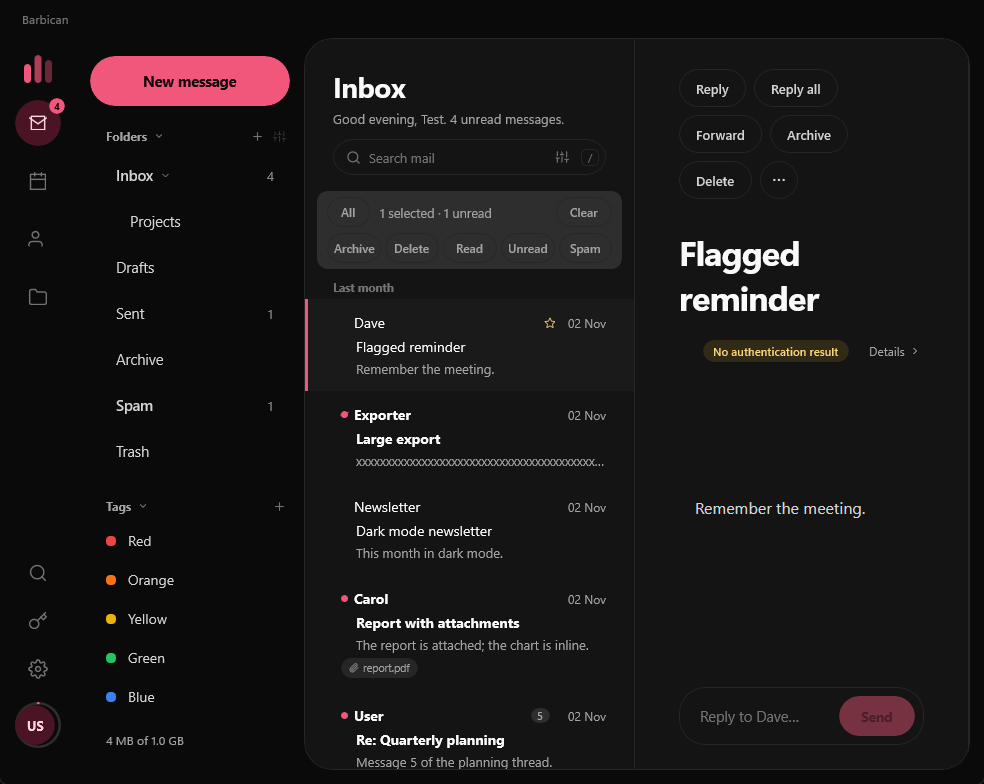 Barbican
4
New message
Folders
Inbox
4
Projects
Drafts
Sent
1
Archive
Spam
1
Trash
Tags
Red
Orange
Yellow
Green
Blue
US
4 MB of 1.0 GB
Inbox
Good evening, Test. 4 unread messages.
Search mail
/
All
1 selected · 1 unread
Clear
Archive
Delete
Read
Unread
Spam
Last month
Dave
02 Nov
Flagged reminder
Remember the meeting.
Exporter
02 Nov
Large export
xxxxxxxxxxxxxxxxxxxxxxxxxxxxxxxxxxxxxxxx...
Newsletter
02 Nov
Dark mode newsletter
This month in dark mode.
Carol
02 Nov
Report with attachments
The report is attached; the chart is inline.
report.pdf
User
5
02 Nov
Re: Quarterly planning
Message 5 of the planning thread.
Reply
Reply all
Forward
Archive
Delete
...
Flagged
reminder
No authentication result
Details
Remember the meeting.
Reply to Dave...
Send